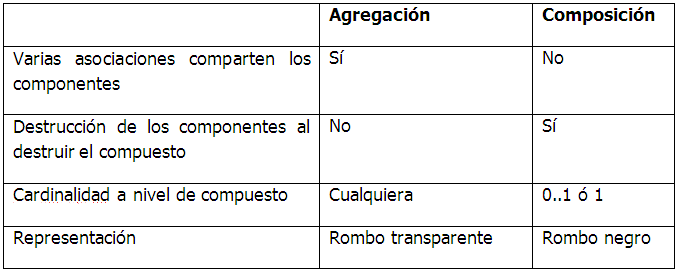 Agregación Composición
Varias asociaciones comparten los Sí No
componentes
Destrucción de los componentes al No Sí
destruir el compuesto
Cardinalidad a nivel de compuesto Cualquiera 0..1 ó 1
Representación Rombo transparente Rombo negro